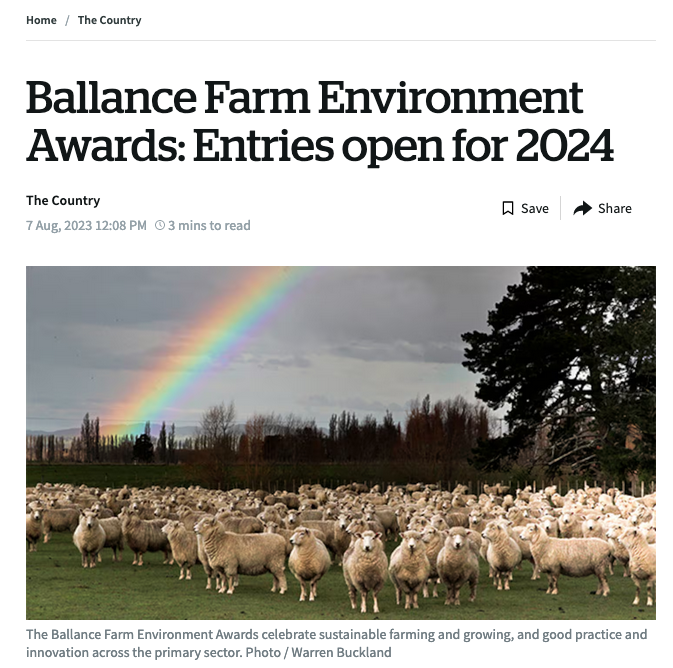 Home / The Country
Ballance Farm Environment
Awards: Entries open for 2024
The Country
7 Aug, 2023 12:08 PM 3 mins to read
Save
Share
The Ballance Farm Environment Awards celebrate sustainable farming and growing, and good practice and
innovation across the primary sector. Photo / Warren Buckland